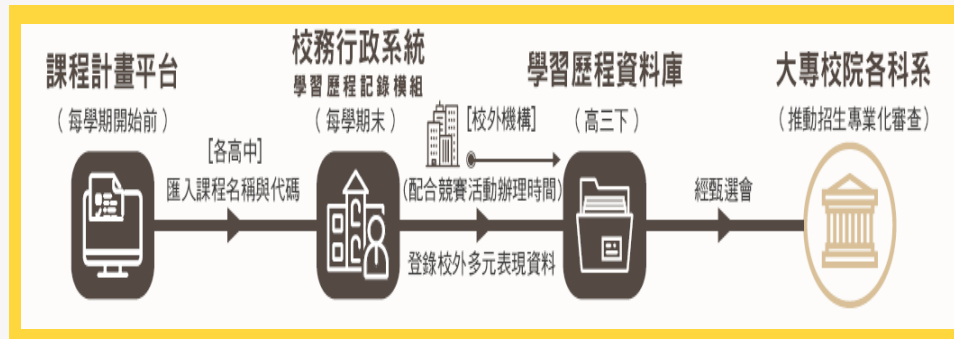 課程計畫平台
（每學期開始前）
[各高中]
匯入課程名稱與代碼
校務行政系統
學習歷程記錄模組
（每學期末）
[校外機構]
(配合競賽活動辦理時間)
登錄校外多元表現資料
學習歷程資料庫
（高三下）
經甄選會
大專校院各科系
（推動招生專業化審查）